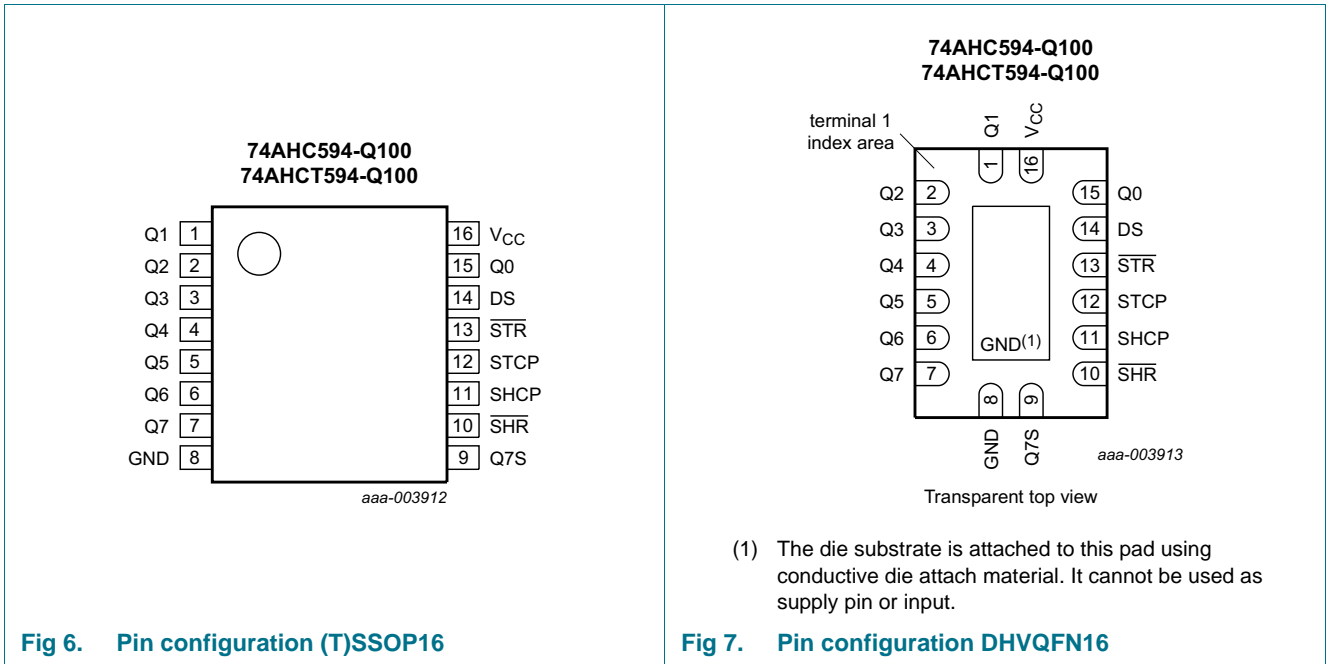 74AHC594-Q100
74AHCT594-Q100
Q1 1
Q2 2
Q3 3
Q4 4
Q5 5
Q6 6
Q7 7
GND 8
16 VCC
15 Q0
14 DS
13 STR
12 STCP
11 SHCP
10 SHR
9 Q7S
aaa-003912
Fig 6. Pin configuration (T)SSOP16
74AHC594-Q100
74AHCT594-Q100
terminal 1
index area
Q1 VCC
1 16
Q2 2 15 Q0
Q3 3 14 DS
Q4 4 13 STR
Q5 5 12 STCP
Q6 6 11 SHCP
GND(1)
Q7 7 10 SHR
8 9
GND Q7S
aaa-003913
Transparent top view
(1) The die substrate is attached to this pad using
conductive die attach material. It cannot be used as
supply pin or input.
Fig 7. Pin configuration DHVQFN16